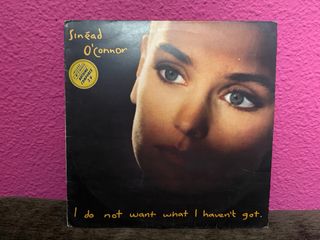 Sinéad
O'Connor
I do not want what I haven't got.